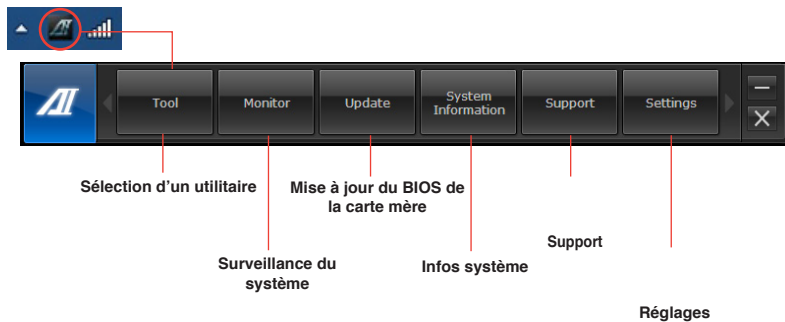 Tool
Monitor
Update
System
Information
Support
Settings
Sélection d'un utilitaire
Mise à jour du BIOS de
la carte mère
Support
Surveillance du
système
Infos système
Réglages